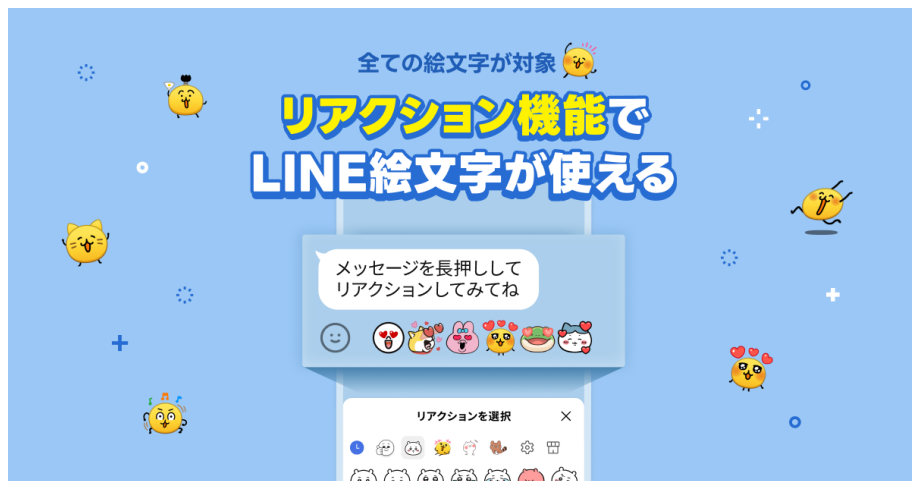 全ての絵文字が対象
リアクション機能で
LINE絵文字が使える
メッセージを長押しして
リアクションしてみてね
リアクションを選択